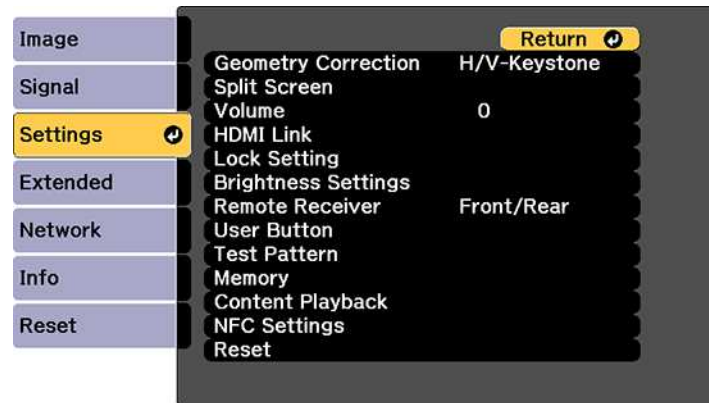 Image
Signal
Settings
Extended
Network
Info
Reset
Return
Geometry Correction H/V-Keystone
Split Screen
Volume 0
HDMI Link
Lock Setting
Brightness Settings
Remote Receiver Front/Rear
User Button
Test Pattern
Memory
Content Playback
NFC Settings
Reset